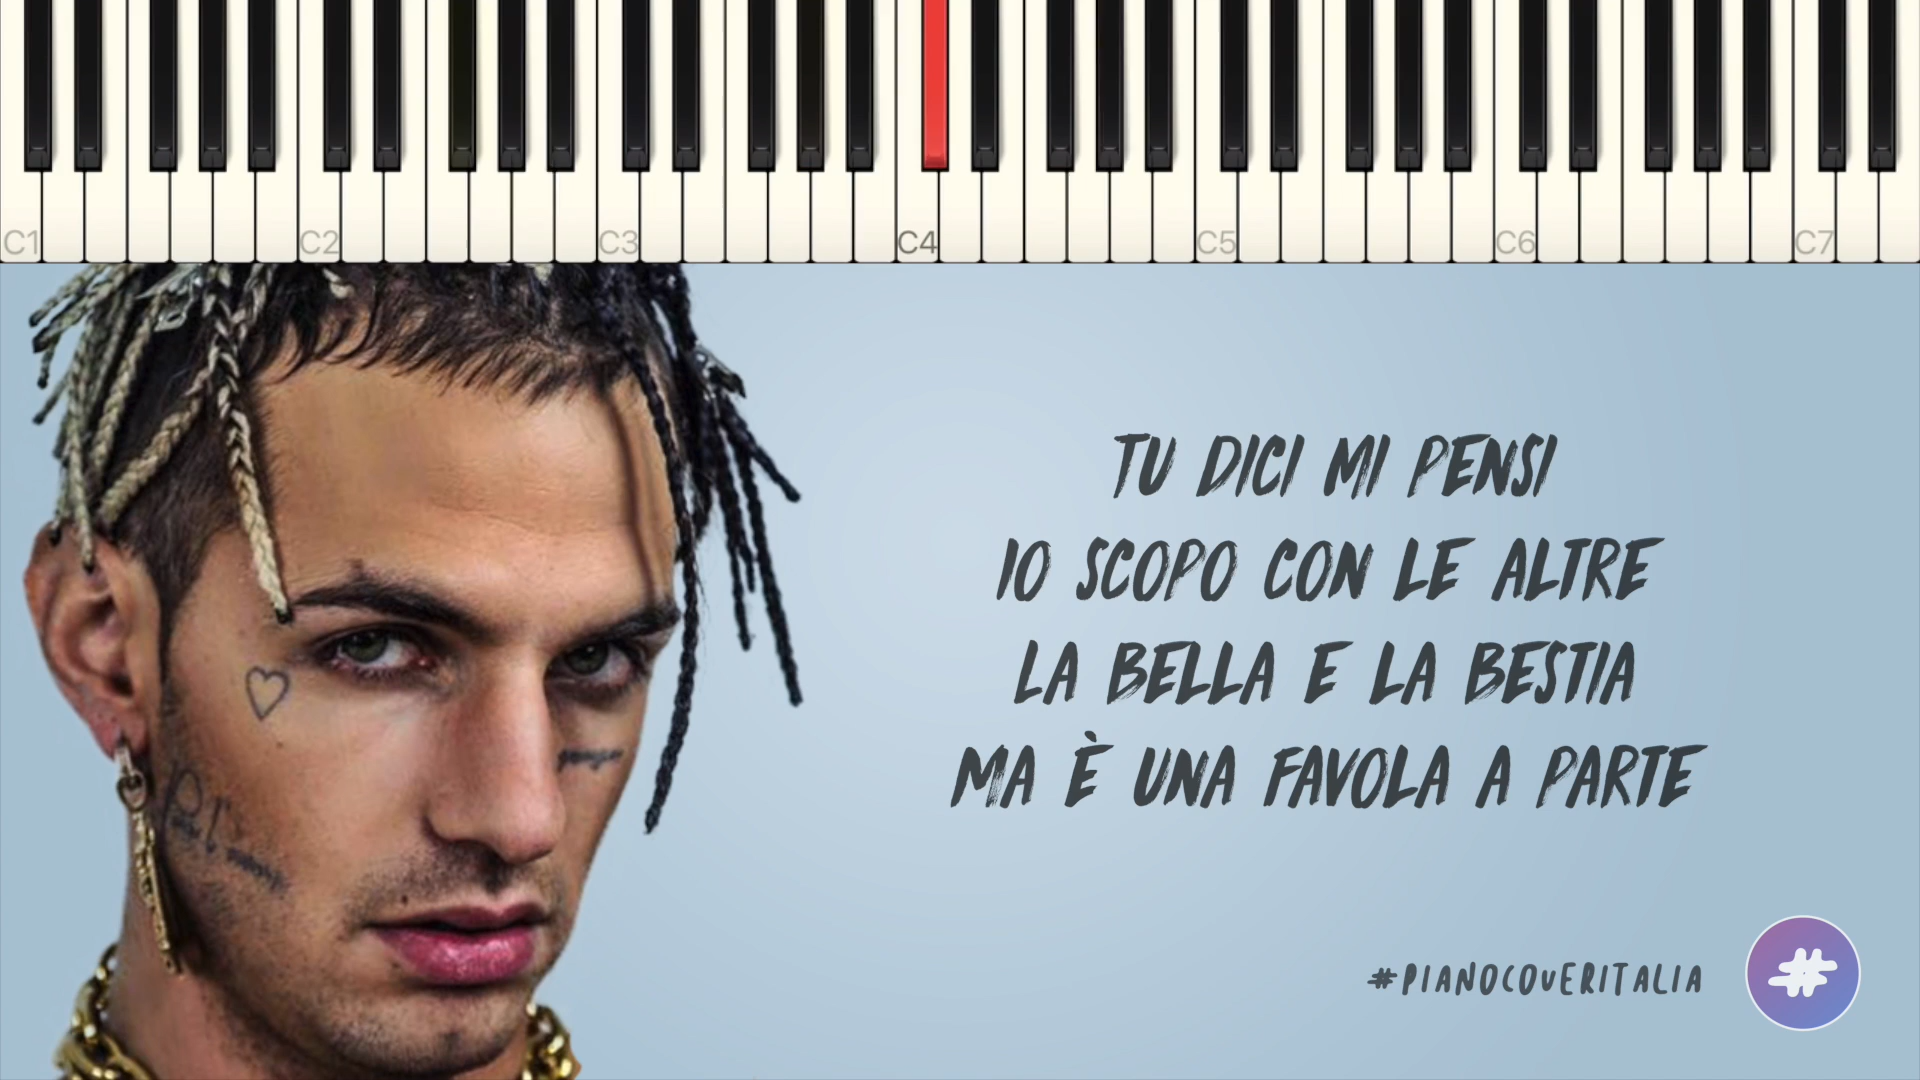 C1 C2 C3 C4 C5 C6 C7
TU DICI MI PENSI
IO SCOPO CON LE ALTRE
LA BELLA E LA BESTIA
MA È UNA FAVOLA A PARTE
#PIANOCOVERITALIA
#